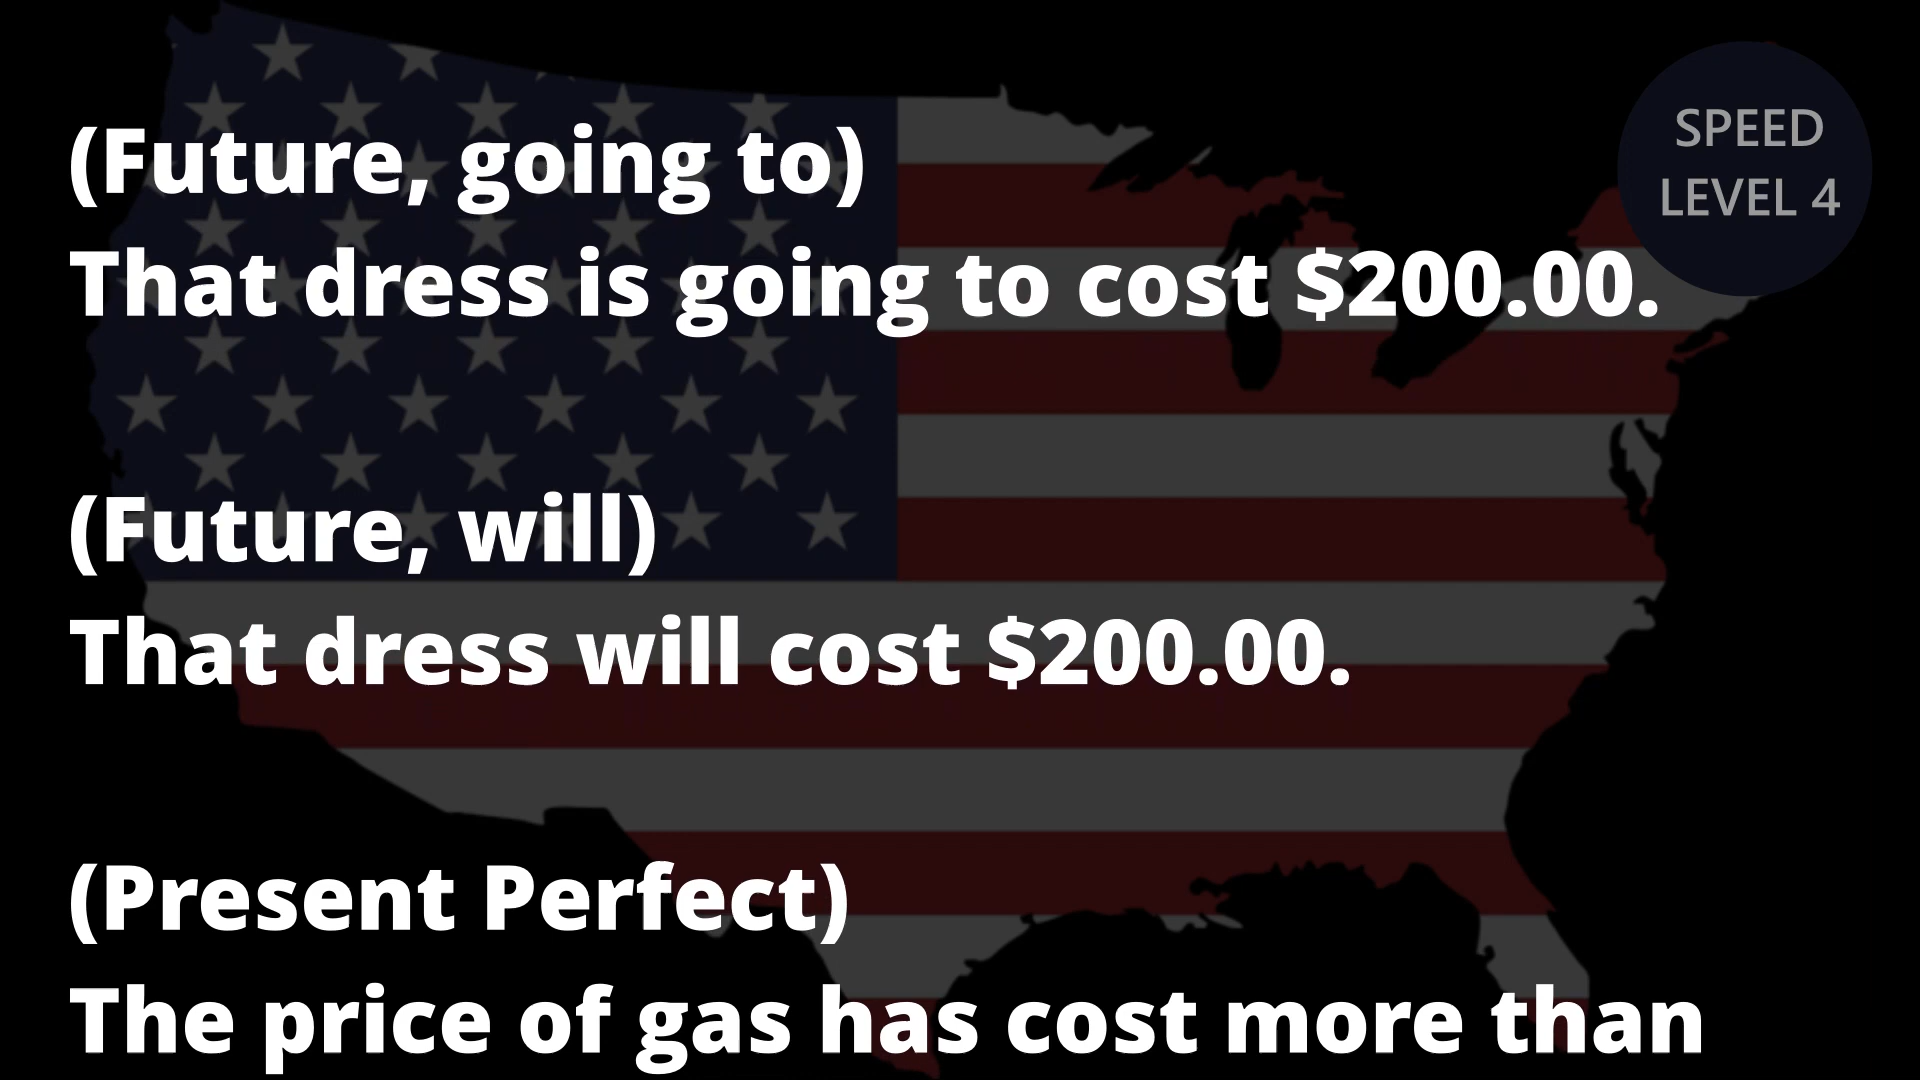 (Future, going to)
That dress is going to cost $200.00.
(Future, will)
That dress will cost $200.00.
(Present Perfect)
The price of gas has cost more than
SPEED
LEVEL 4